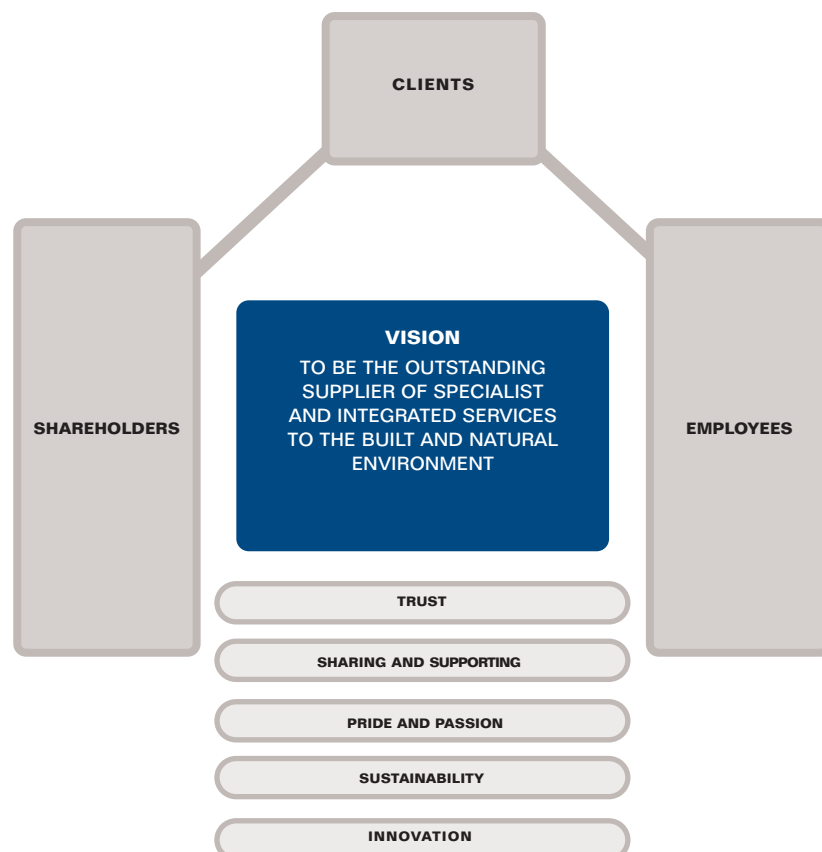 CLIENTS
SHAREHOLDERS
VISION
TO BE THE OUTSTANDING
SUPPLIER OF SPECIALIST
AND INTEGRATED SERVICES
TO THE BUILT AND NATURAL
ENVIRONMENT
EMPLOYEES
TRUST
SHARING AND SUPPORTING
PRIDE AND PASSION
SUSTAINABILITY
INNOVATION